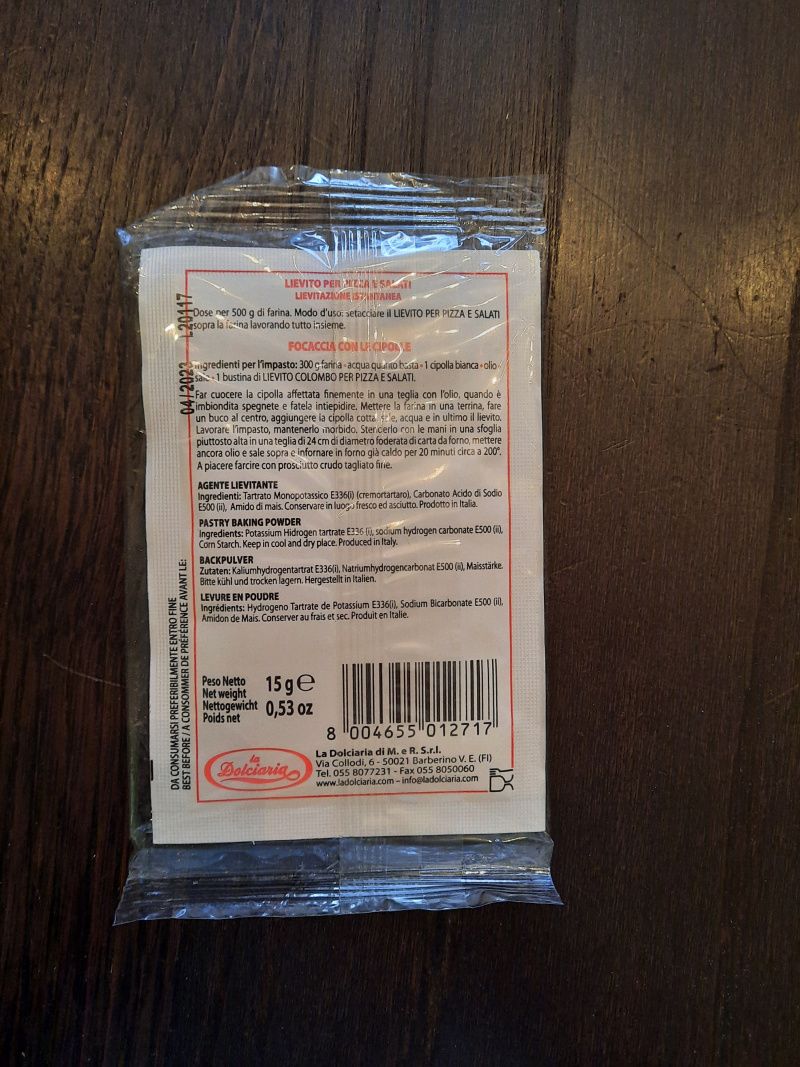 LIEVITO PER PIZZA E SALATI
LIEVITAZIONE ISTANTANEA
Dose per 500 g di farina. Modo d'uso: setacciare il LIEVITO PER PIZZA E SALATI
sopra la farina lavorando tutto insieme.
FOCACCIA CON LE CIPOLLE
Ingredienti per l'impasto: 300 g farina - acqua quanto basta - 1 cipolla bianca - olio -
sale - 1 bustina di LIEVITO COLOMBO PER PIZZA E SALATI.
Far cuocere la cipolla affettata finemente in una teglia con l'olio, quando è
imbiondita spegnete e fatela intiepidire. Mettere la farina in una terrina, fare
un buco al centro, aggiungere la cipolla cotta, sale, acqua e in ultimo il lievito.
Lavorare l'impasto, mantenerlo morbido. Stenderlo con le mani in una sfoglia
piuttosto alta in una teglia di 24 cm di diametro foderata di carta da forno, mettere
ancora olio e sale sopra e infornare in forno già caldo per 20 minuti circa a 200°.
A piacere farcire con prosciutto crudo tagliato fine.
AGENTE LIEVITANTE
Ingredienti: Tartrato Monopotassico E336(i) (cremortartaro), Carbonato Acido di Sodio
E500 (ii), Amido di mais. Conservare in luogo fresco ed asciutto. Prodotto in Italia.
PASTRY BAKING POWDER
Ingredients: Potassium Hidrogen tartrate E336 (i), sodium hydrogen carbonate E500 (ii),
Corn Starch. Keep in cool and dry place. Produced in Italy.
BACKPULVER
Zutaten: Kaliumhydrogentartrat E336(i), Natriumhydrogencarbonat E500 (ii), Maisstärke.
Bitte kühl und trocken lagern. Hergestellt in Italien.
LEVURE EN POUDRE
Ingrédients: Hydrogeno Tartrate de Potassium E336(i), Sodium Bicarbonate E500 (ii),
Amidon de Mais. Conserver au frais et sec. Produit en Italie.
Peso Netto
Net weight
Nettogewicht
Poids net
15 g e
0,53 oz
8 004655 012717
la
Dolciaria
La Dolciaria di M. e R. S.r.l.
Via Collodi, 6 - 50021 Barberino V. E. (FI)
Tel. 055 8077231 - Fax 055 8050060
www.ladolciaria.com – info@ladolciaria.com
DA CONSUMARSI PREFERIBILMENTE ENTRO FINE
BEST BEFORE / A CONSOMMER DE PRÉFÉRENCE AVANT LE:
04/2023 L20117